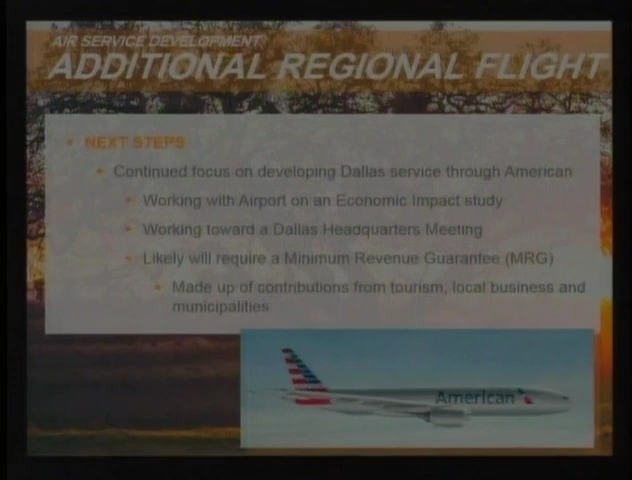 AIR SERVICE DEVELOPMENT
ADDITIONAL REGIONAL FLIGHT
NEXT STEPS
Continued focus on developing Dallas service through American
Working with Airport on an Economic Impact study
Working toward a Dallas Headquarters Meeting
Likely will require a Minimum Revenue Guarantee (MRG)
Made up of contributions from tourism, local business and
municipalities
American